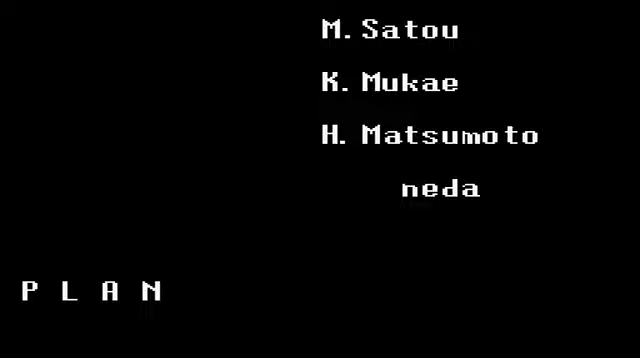 M. Satou
K. Mukae
H. Matsumoto
neda
P L A N